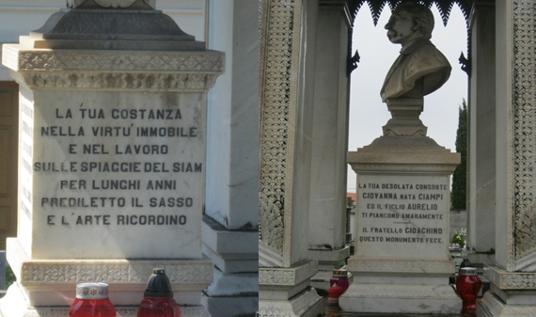 LA TUA COSTANZA
NELLA VIRTU' IMMOBILE
E NEL LAVORO
SULLE SPIAGGIE DEL SIAM
PER LUNGHI ANNI
PREDILETTO IL SASSO
E L'ARTE RICORDINO
LA TUA DESOLATA CONSORTE
GIOVANNA NATA CIAMPI
ED IL FIGLIO AURELIO
TI PIANGONO AMARAMENTE
IL FRATELLO GIOACHINO
QUESTO MONUMENTO FECE.